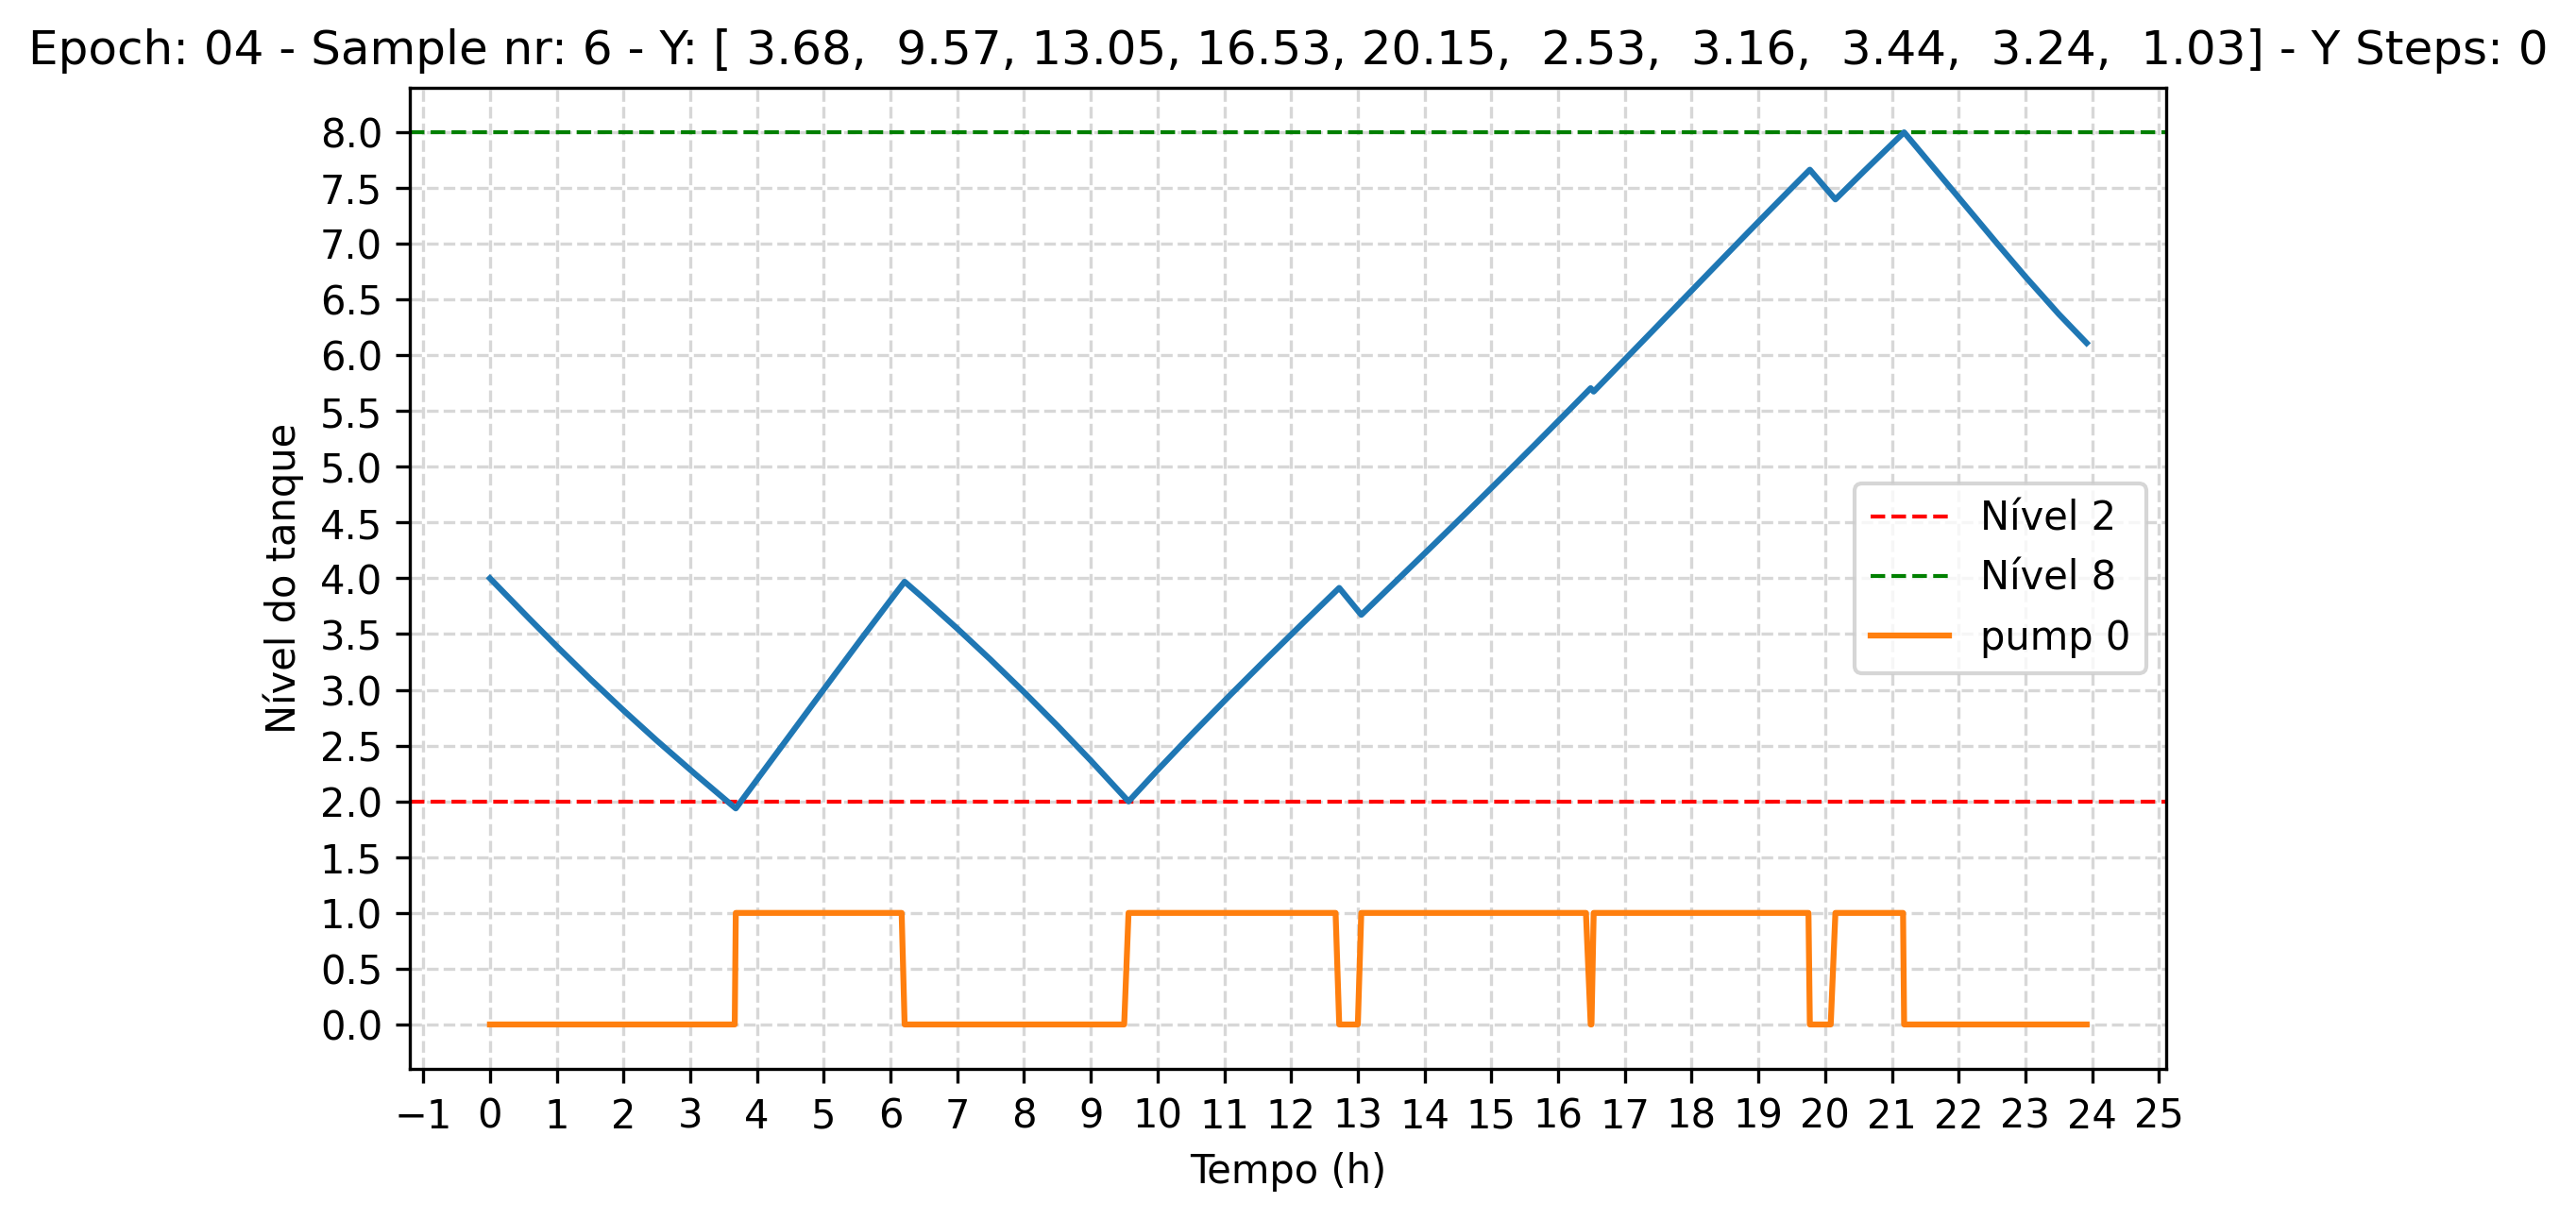 Epoch: 04 - Sample nr: 6 - Y: [ 3.68,  9.57, 13.05, 16.53, 20.15,  2.53,  3.16,  3.44,  3.24,  1.03] - Y Steps: 0
8.0
7.5
7.0
6.5
6.0
5.5
5.0
4.5
4.0
3.5
3.0
2.5
2.0
1.5
1.0
0.5
0.0
Nível do tanque
Nível 2
Nível 8
pump 0
−1 0 1 2 3 4 5 6 7 8 9 10 11 12 13 14 15 16 17 18 19 20 21 22 23 24 25
Tempo (h)